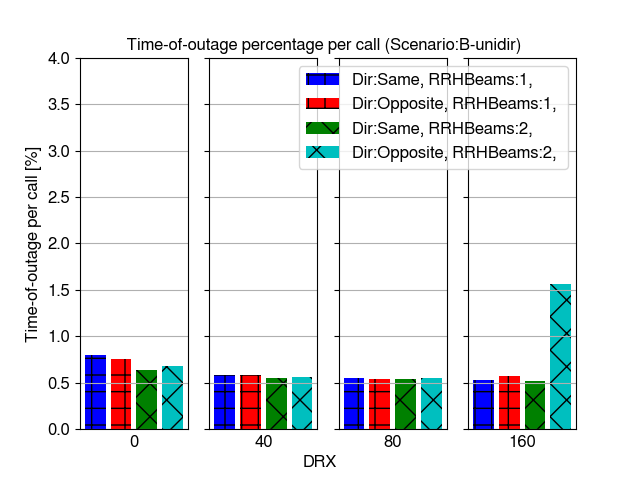 Time-of-outage percentage per call (Scenario:B-unidir)
4.0
3.5
3.0
2.5
2.0
1.5
1.0
0.5
0.0
Time-of-outage per call [%]
Dir:Same, RRHBeams:1,
Dir:Opposite, RRHBeams:1,
Dir:Same, RRHBeams:2,
Dir:Opposite, RRHBeams:2,
0
40
80
160
DRX